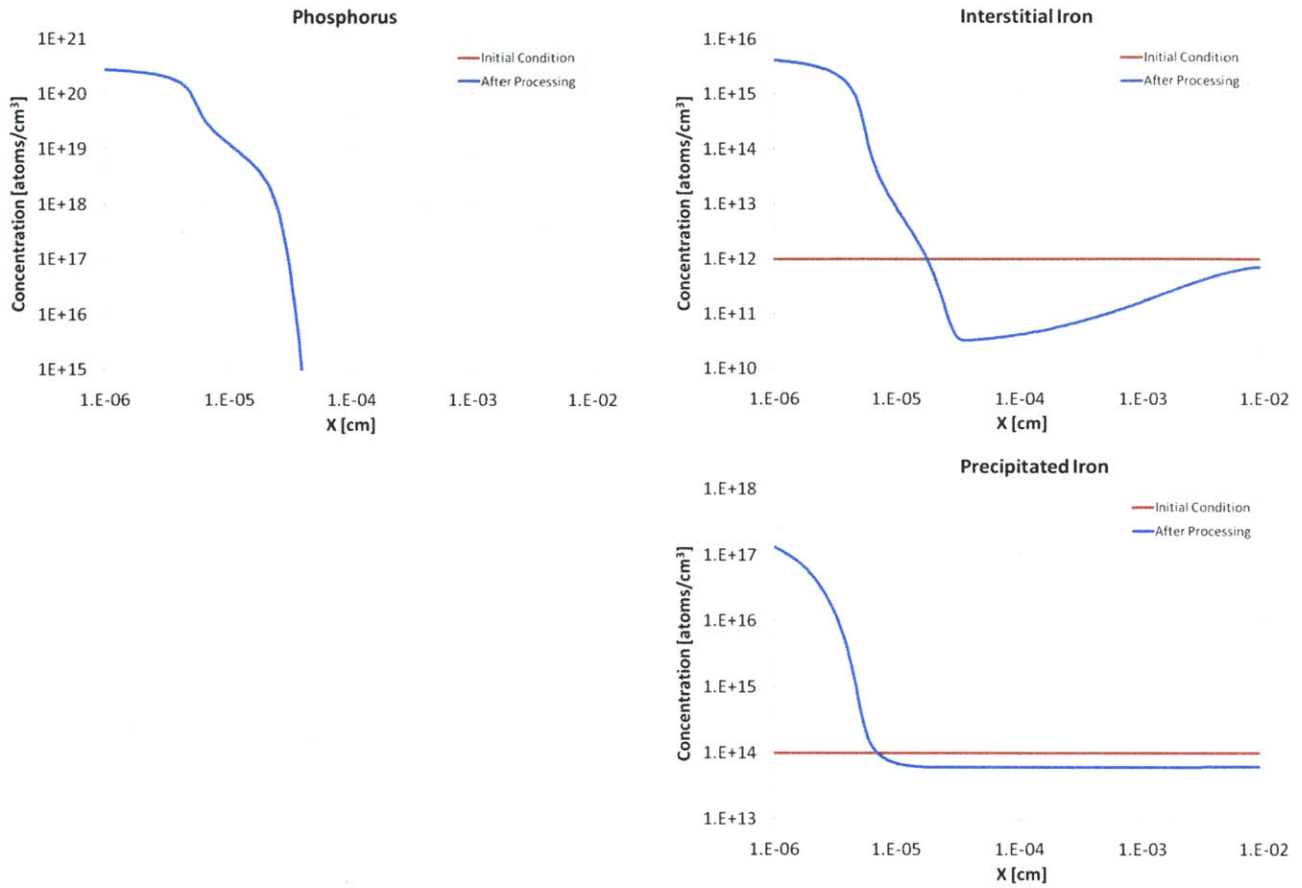 Phosphorus
1E+21
1E+20
1E+19
1E+18
1E+17
1E+16
1E+15
Concentration [atoms/cm³]
Initial Condition
After Processing
1.E-06 1.E-05 1.E-04 1.E-03 1.E-02
X [cm]
Interstitial Iron
1.E+16
1.E+15
1.E+14
1.E+13
1.E+12
1.E+11
1.E+10
Concentration [atoms/cm³]
Initial Condition
After Processing
1.E-06 1.E-05 1.E-04 1.E-03 1.E-02
X [cm]
Precipitated Iron
1.E+18
1.E+17
1.E+16
1.E+15
1.E+14
1.E+13
Concentration [atoms/cm³]
Initial Condition
After Processing
1.E-06 1.E-05 1.E-04 1.E-03 1.E-02
X [cm]